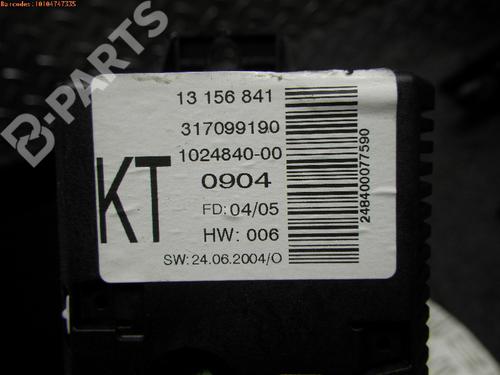 Barcodes:10104747335
B-PARTS
13 156 841
317099190
1024840-00
KT
0904
FD: 04/05
HW: 006
SW: 24.06.2004/O
248400077590